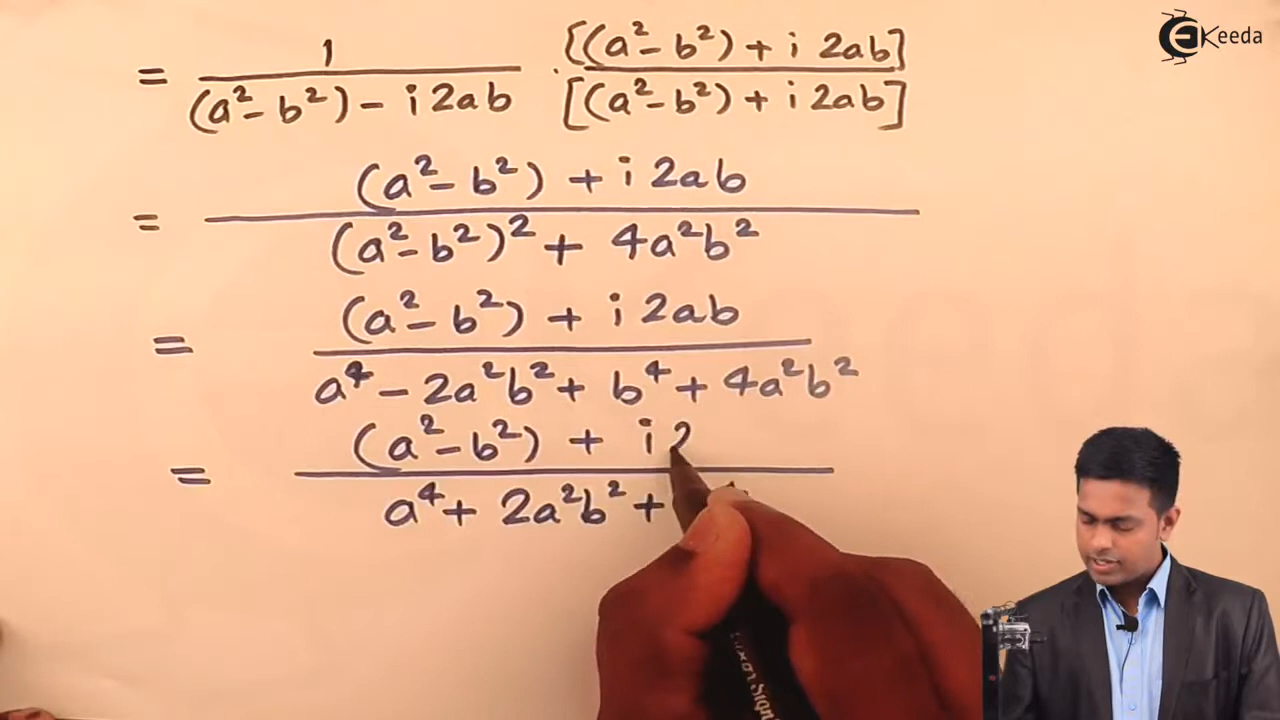 EKeeda
= 1 / (a²-b²) - i 2ab · [(a²-b²) + i 2ab] / [(a²-b²) + i 2ab]
= (a²-b²) + i 2ab / (a²-b²)² + 4a²b²
= (a²-b²) + i 2ab / a⁴ - 2a²b² + b⁴ + 4a²b²
= (a²-b²) + i 2 / a⁴ + 2a²b² +